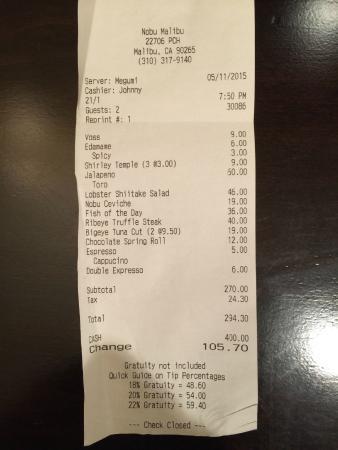 Nobu Malibu
22706 PCH
Malibu, CA 90265
(310) 317-9140
Server: Megumi 05/11/2015
Cashier: Johnny
21/1 7:50 PM
Guests: 2 30086
Reprint #: 1
Voss 9.00
Edamame 6.00
Spicy 3.00
Shirley Temple (3 @3.00) 9.00
Jalapeno 60.00
Toro
Lobster Shiitake Salad 46.00
Nobu Ceviche 19.00
Fish of the Day 36.00
Ribeye Truffle Steak 40.00
Bigeye Tuna Cut (2 @9.50) 19.00
Chocolate Spring Roll 12.00
Espresso 5.00
Cappucino
Double Expresso 6.00
Subtotal 270.00
Tax 24.30
Total 294.30
CASH 400.00
Change 105.70
Gratuity not included
Quick Guide on Tip Percentages
18% Gratuity = 48.60
20% Gratuity = 54.00
22% Gratuity = 59.40
--- Check Closed ---